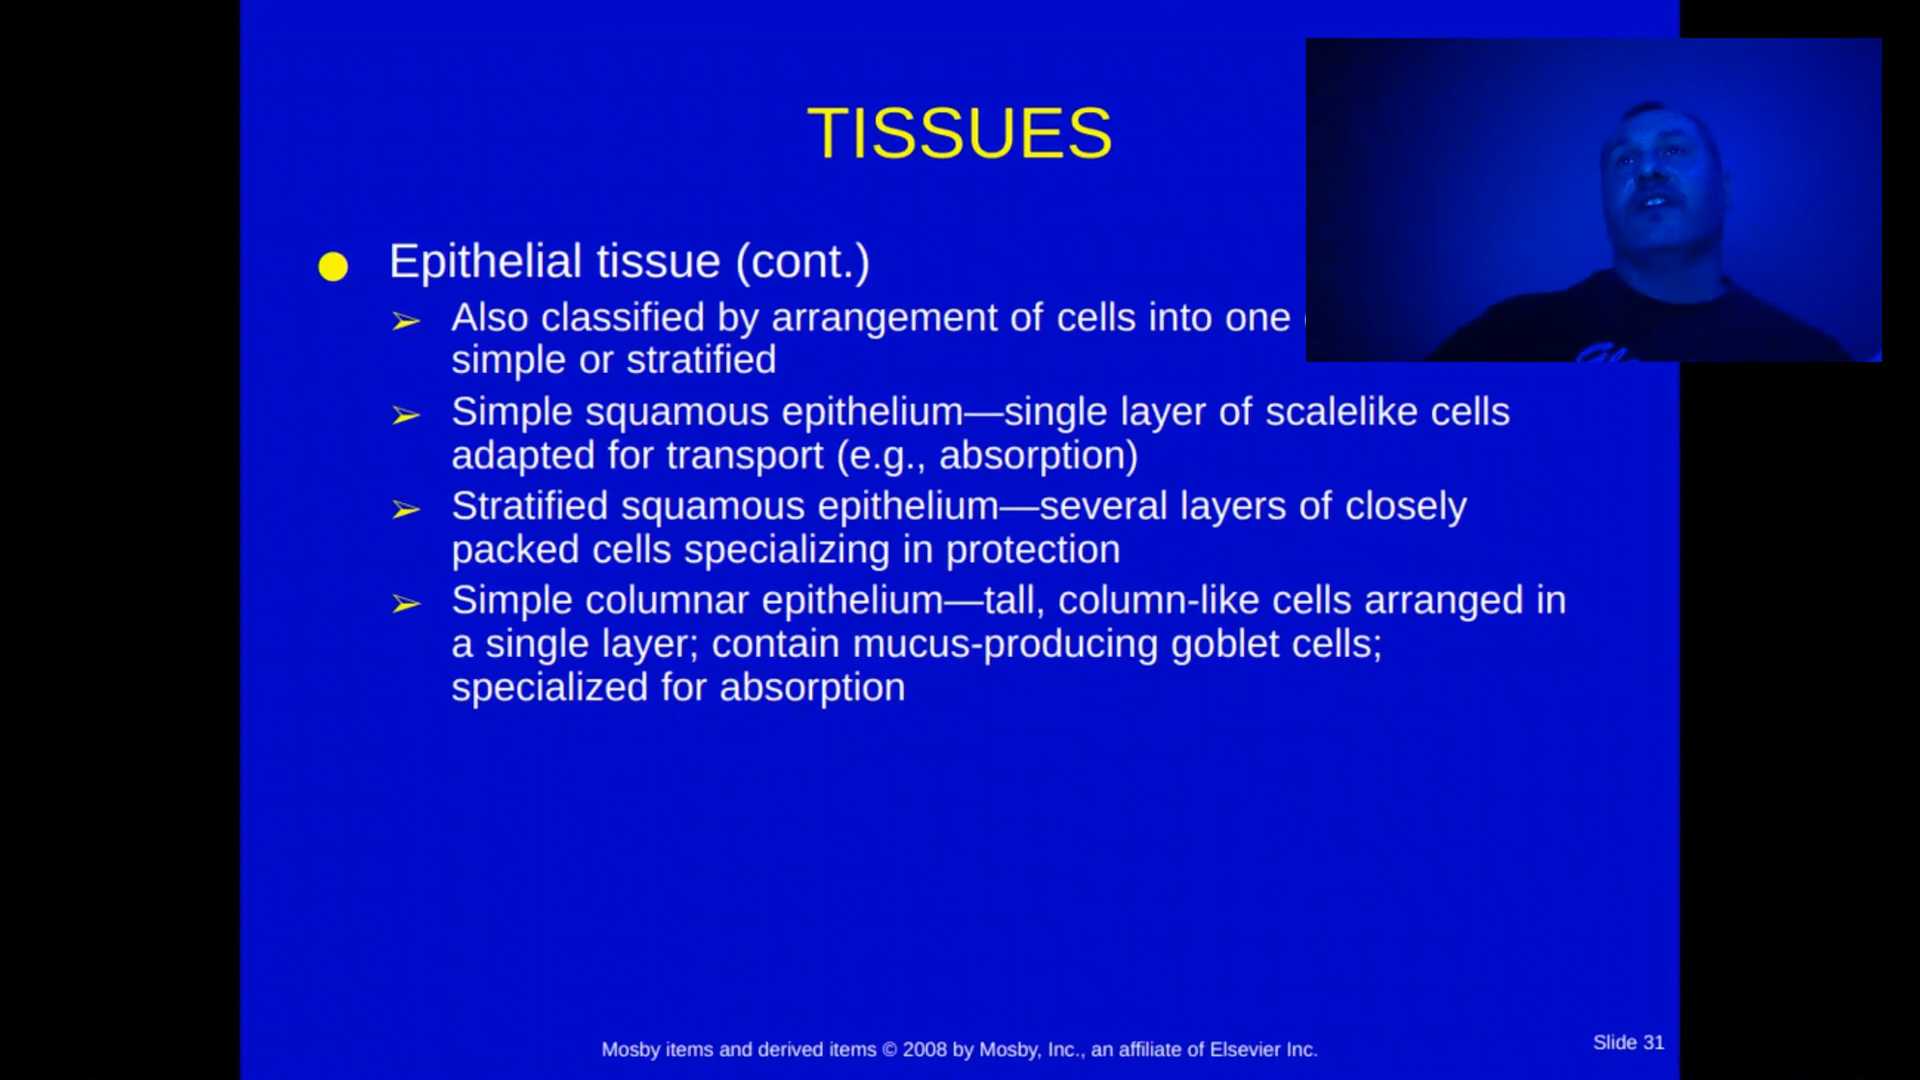 TISSUES
Epithelial tissue (cont.)
Also classified by arrangement of cells into one
simple or stratified
Simple squamous epithelium—single layer of scalelike cells
adapted for transport (e.g., absorption)
Stratified squamous epithelium—several layers of closely
packed cells specializing in protection
Simple columnar epithelium—tall, column-like cells arranged in
a single layer; contain mucus-producing goblet cells;
specialized for absorption
Mosby items and derived items © 2008 by Mosby, Inc., an affiliate of Elsevier Inc.
Slide 31